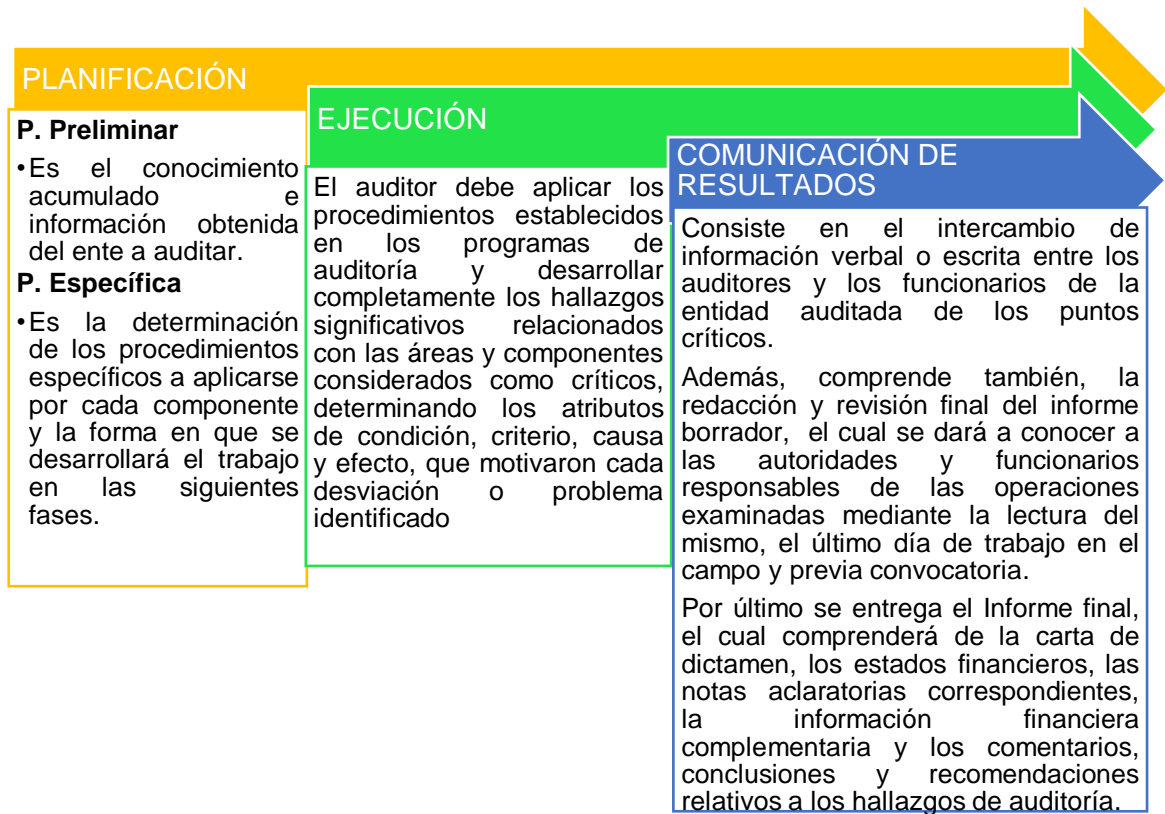 PLANIFICACIÓN
P. Preliminar
•Es el conocimiento
acumulado e
información obtenida
del ente a auditar.
P. Específica
•Es la determinación
de los procedimientos
específicos a aplicarse
por cada componente
y la forma en que se
desarrollará el trabajo
en las siguientes
fases.
EJECUCIÓN
El auditor debe aplicar los
procedimientos establecidos
en los programas de
auditoría y desarrollar
completamente los hallazgos
significativos relacionados
con las áreas y componentes
considerados como críticos,
determinando los atributos
de condición, criterio, causa
y efecto, que motivaron cada
desviación o problema
identificado
COMUNICACIÓN DE
RESULTADOS
Consiste en el intercambio de
información verbal o escrita entre los
auditores y los funcionarios de la
entidad auditada de los puntos
críticos.
Además, comprende también, la
redacción y revisión final del informe
borrador, el cual se dará a conocer a
las autoridades y funcionarios
responsables de las operaciones
examinadas mediante la lectura del
mismo, el último día de trabajo en el
campo y previa convocatoria.
Por último se entrega el Informe final,
el cual comprenderá de la carta de
dictamen, los estados financieros, las
notas aclaratorias correspondientes,
la información financiera
complementaria y los comentarios,
conclusiones y recomendaciones
relativos a los hallazgos de auditoría.